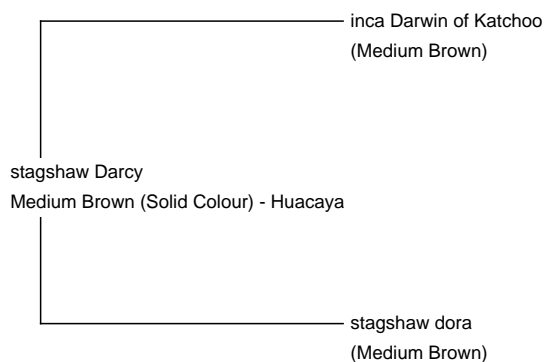 inca Darwin of Katchoo
(Medium Brown)
stagshaw Darcy
Medium Brown (Solid Colour) - Huacaya
stagshaw dora
(Medium Brown)